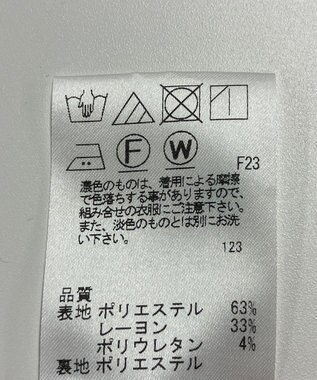 F W F23
濃色のものは、着用による摩擦
で色落ちする事がありますので、
組み合せの衣服にご注意下さい。
また、淡色のものとは別にお洗
い下さい。
123
品質
表地 ポリエステル 63%
レーヨン 33%
ポリウレタン 4%
裏地 ポリエステル